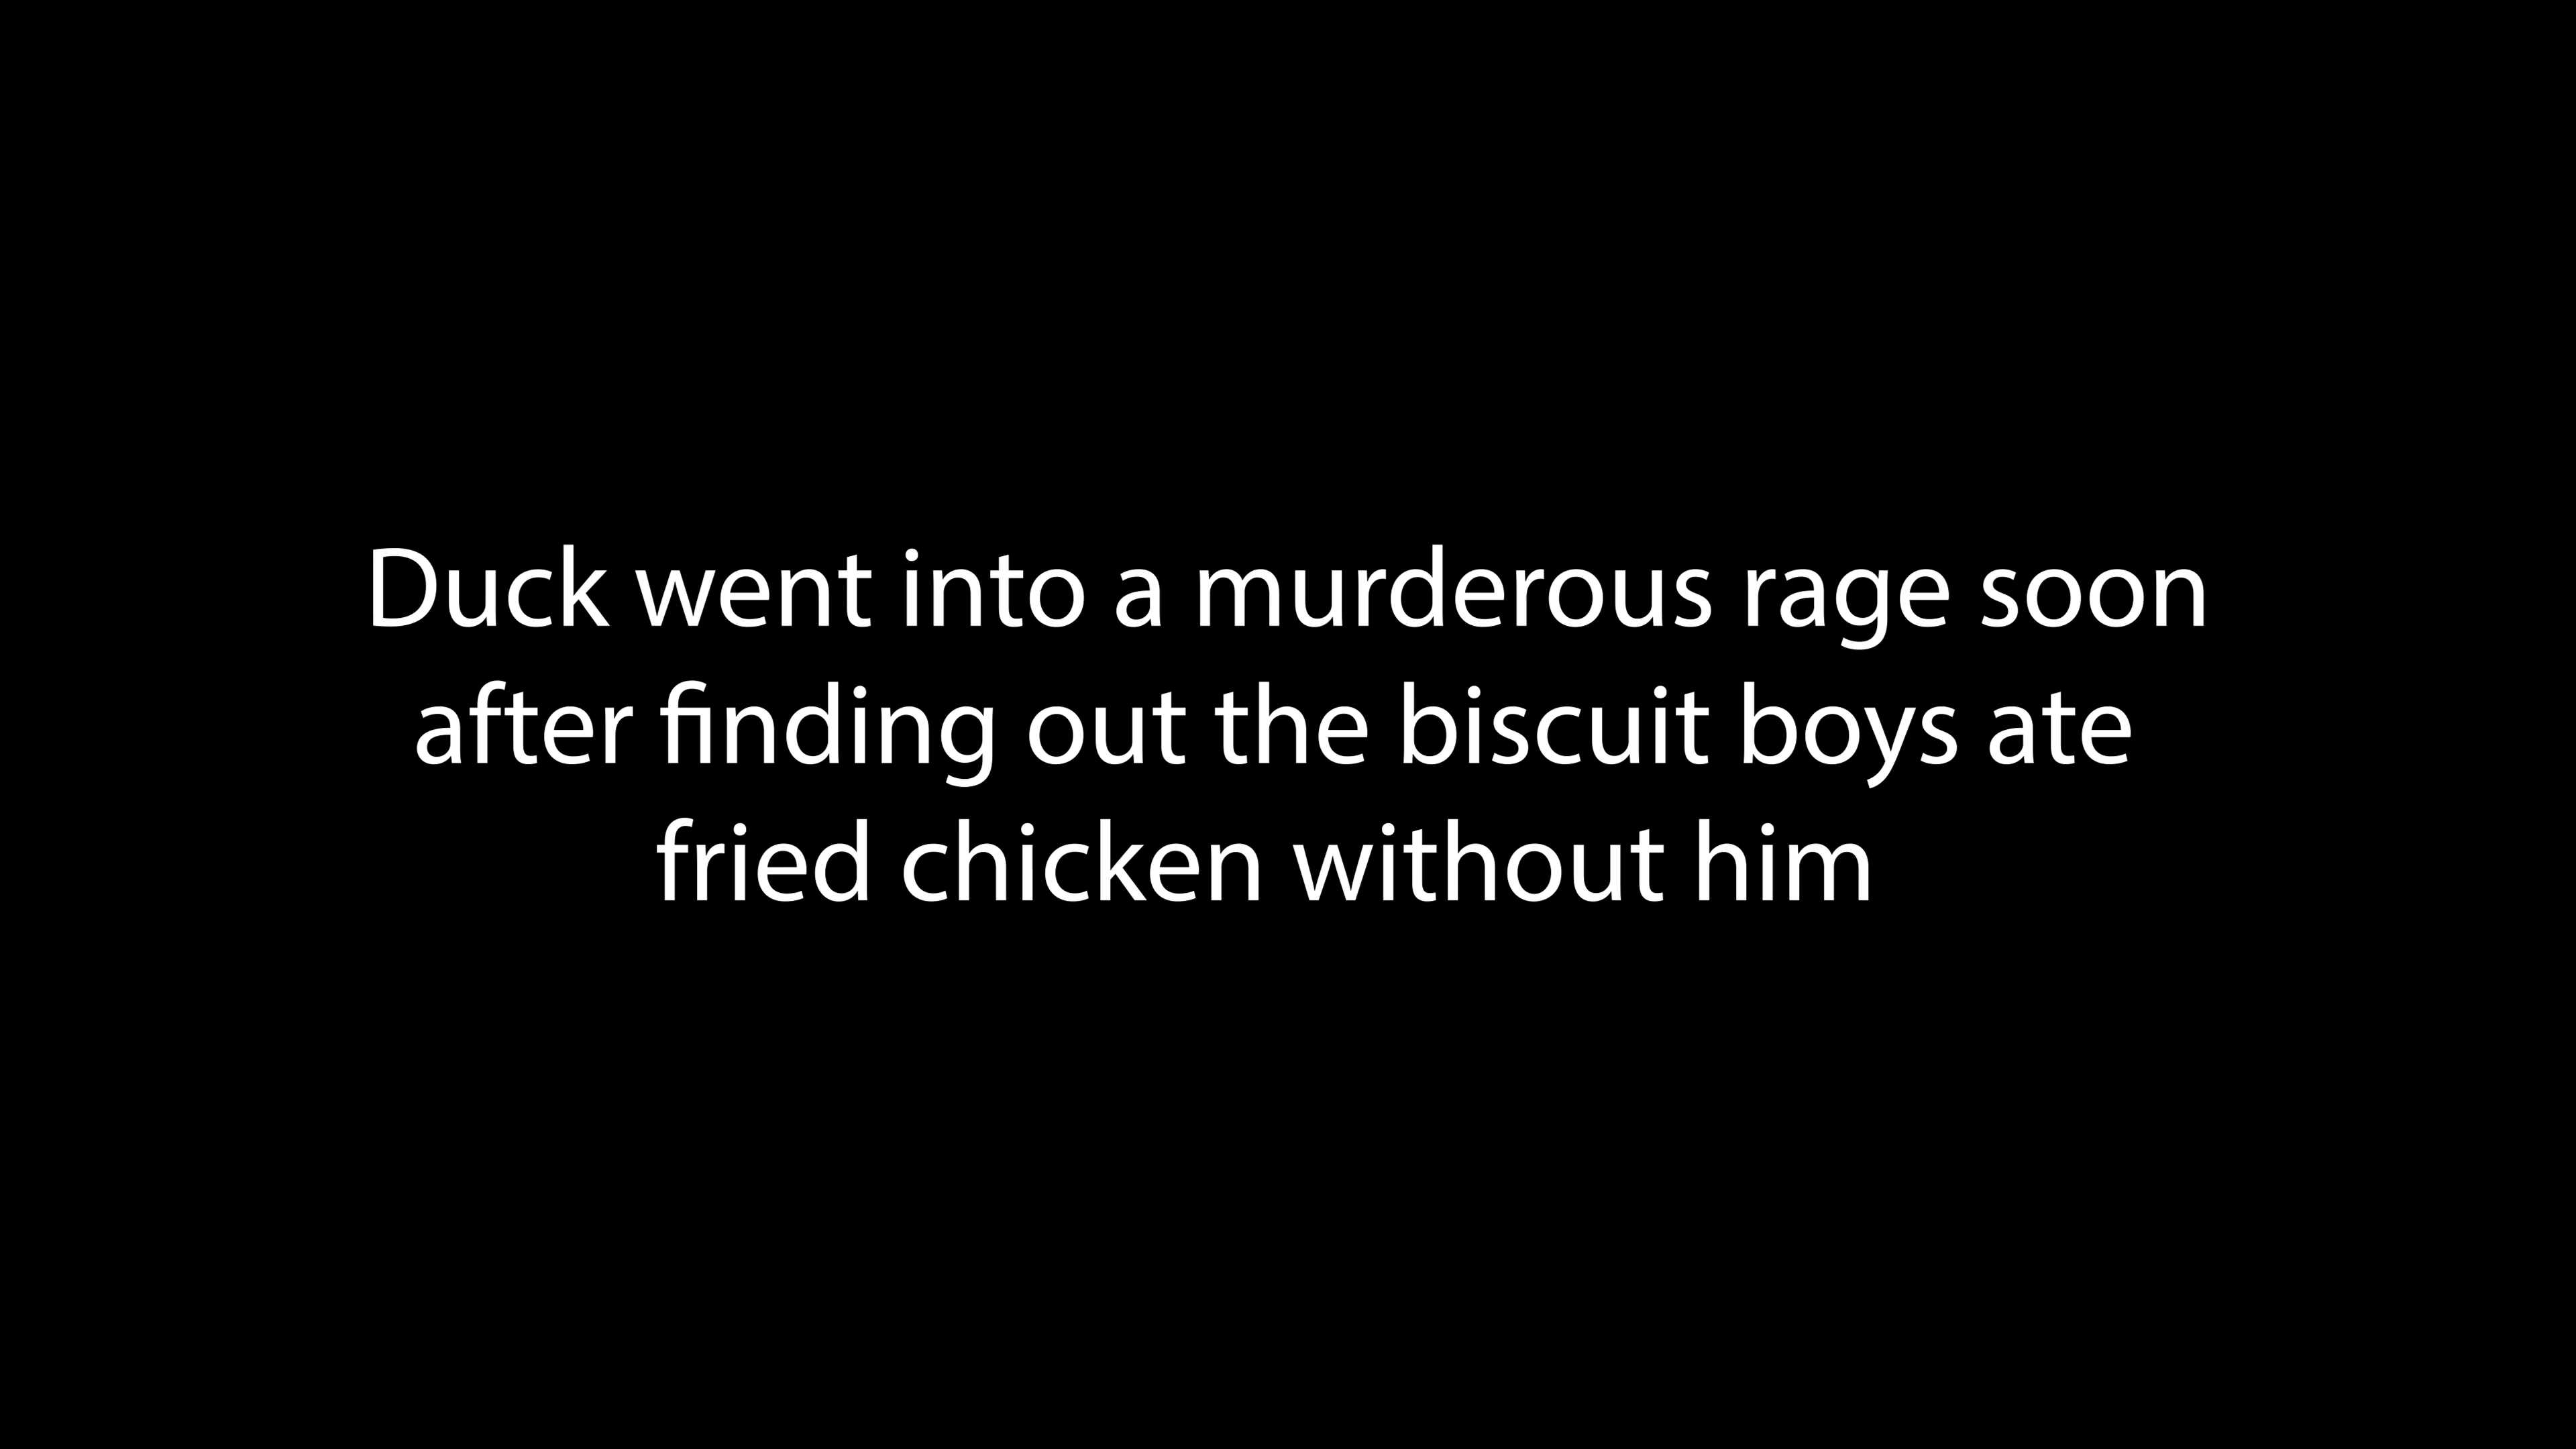 Duck went into a murderous rage soon
after finding out the biscuit boys ate
fried chicken without him